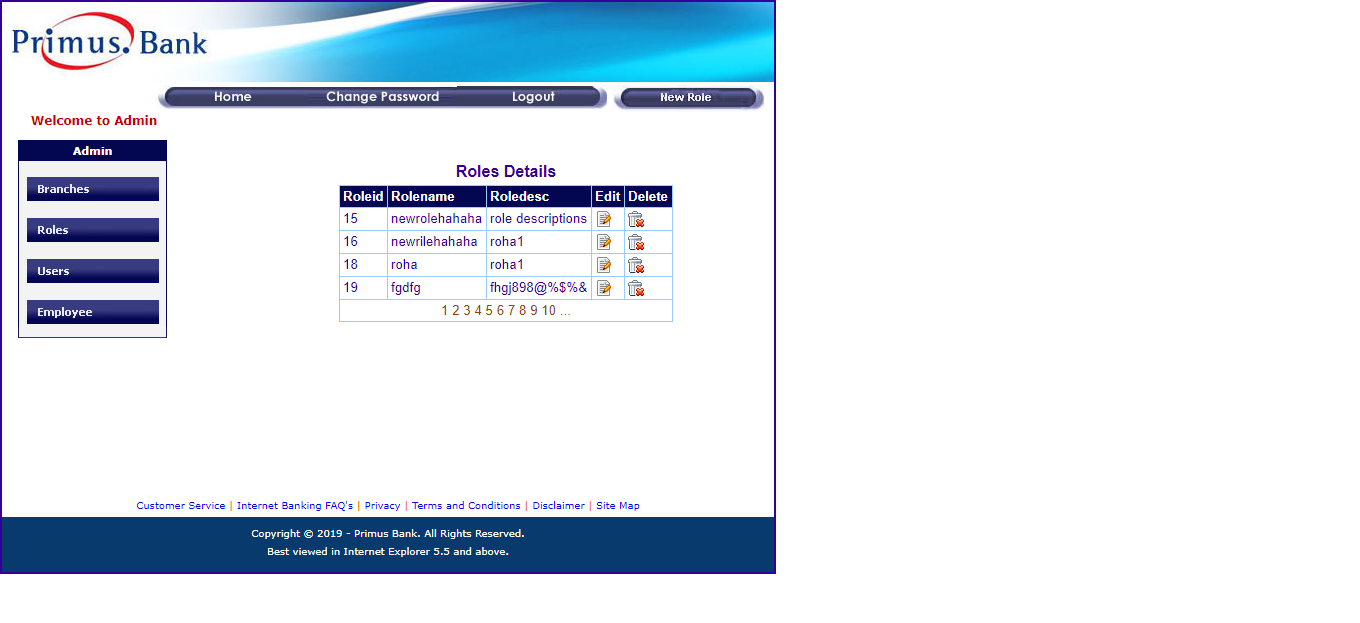 Primus. Bank
Home Change Password Logout New Role
Welcome to Admin
Admin
Branches
Roles
Users
Employee
Roles Details
Roleid Rolename Roledesc Edit Delete
15 newrolehahaha role descriptions
16 newrilehahaha roha1
18 roha roha1
19 fgdfg fhgj898@%$%&
1 2 3 4 5 6 7 8 9 10 ...
Customer Service | Internet Banking FAQ's | Privacy | Terms and Conditions | Disclaimer | Site Map
Copyright © 2019 - Primus Bank. All Rights Reserved.
Best viewed in Internet Explorer 5.5 and above.